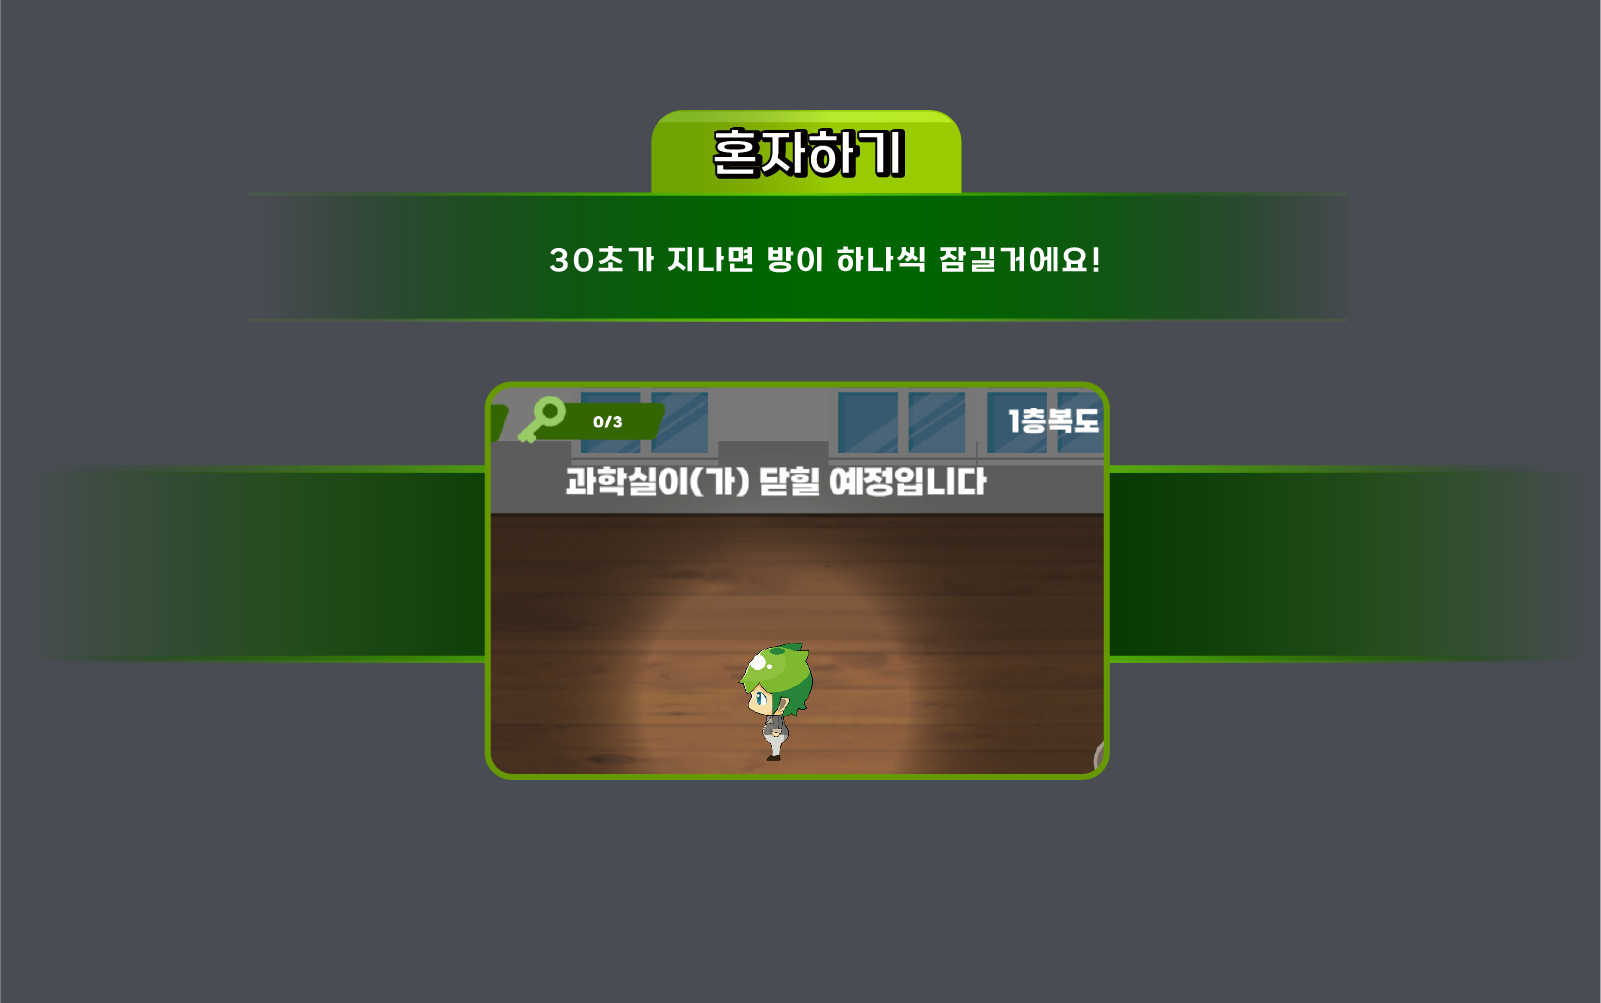 혼자하기
30초가 지나면 방이 하나씩 잠길거에요!
0/3
1층복도
과학실이(가) 닫힐 예정입니다